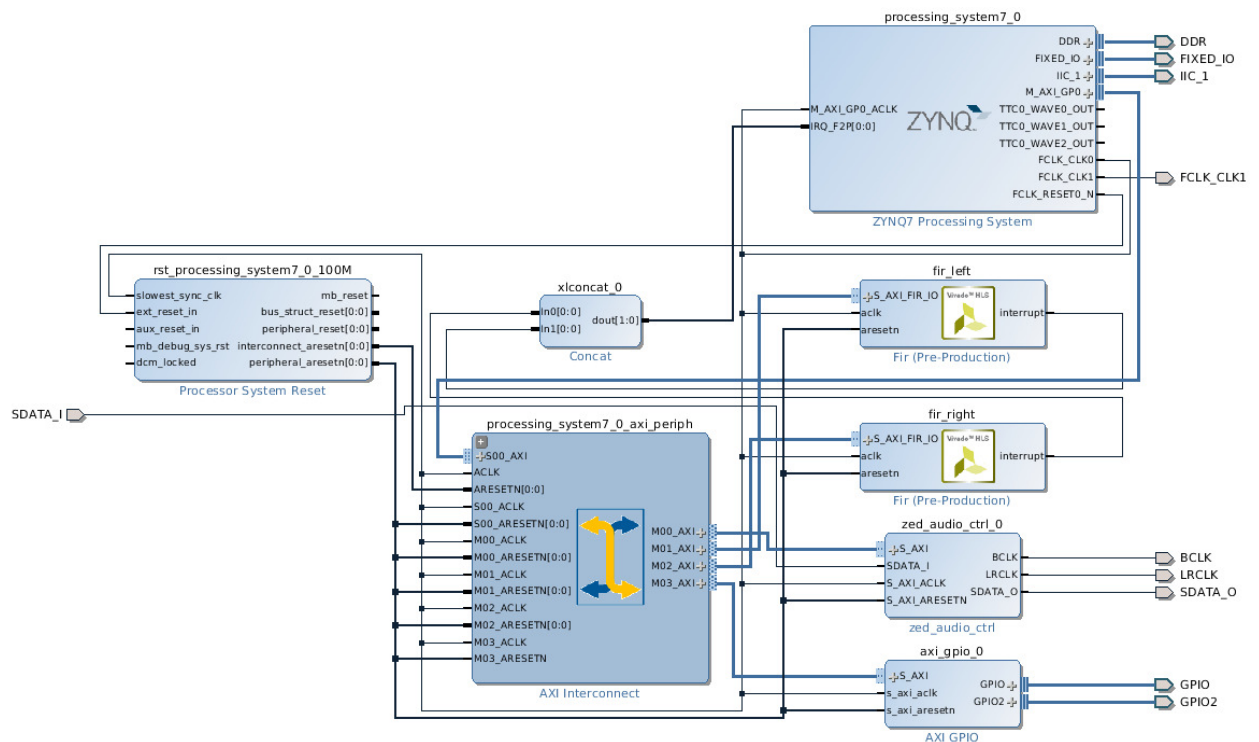 processing_system7_0
DDR
FIXED_IO
IIC_1
M_AXI_GP0
M_AXI_GP0_ACLK
TTC0_WAVE0_OUT
IRQ_F2P[0:0]
ZYNQ
TTC0_WAVE1_OUT
TTC0_WAVE2_OUT
FCLK_CLK0
FCLK_CLK1
FCLK_RESET0_N
ZYNQ7 Processing System
DDR
FIXED_IO
IIC_1
FCLK_CLK1
rst_processing_system7_0_100M
slowest_sync_clk
mb_reset
ext_reset_in
bus_struct_reset[0:0]
aux_reset_in
peripheral_reset[0:0]
mb_debug_sys_rst
interconnect_aresetn[0:0]
dcm_locked
peripheral_aresetn[0:0]
Processor System Reset
xlconcat_0
In0[0:0]
In1[0:0]
dout[1:0]
Concat
fir_left
S_AXI_FIR_IO
aclk
aresetn
Vivado™ HLS
interrupt
Fir (Pre-Production)
SDATA_I
processing_system7_0_axi_periph
S00_AXI
ACLK
ARESETN[0:0]
S00_ACLK
S00_ARESETN[0:0]
M00_ACLK
M00_ARESETN[0:0]
M01_ACLK
M01_ARESETN[0:0]
M02_ACLK
M02_ARESETN[0:0]
M03_ACLK
M03_ARESETN
M00_AXI
M01_AXI
M02_AXI
M03_AXI
AXI Interconnect
fir_right
S_AXI_FIR_IO
aclk
aresetn
Vivado™ HLS
interrupt
Fir (Pre-Production)
zed_audio_ctrl_0
S_AXI
SDATA_I
S_AXI_ACLK
S_AXI_ARESETN
BCLK
LRCLK
SDATA_O
zed_audio_ctrl
BCLK
LRCLK
SDATA_O
axi_gpio_0
S_AXI
s_axi_aclk
s_axi_aresetn
GPIO
GPIO2
AXI GPIO
GPIO
GPIO2